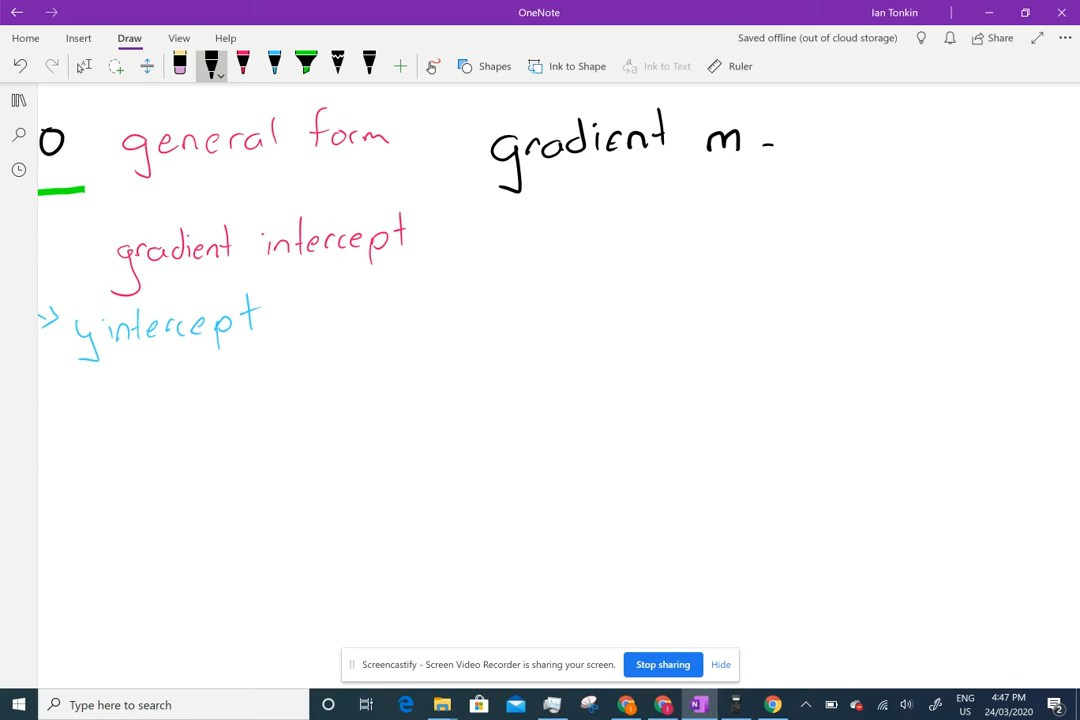 OneNote
Ian Tonkin
Home Insert Draw View Help
Saved offline (out of cloud storage)
Share
Shapes
Ink to Shape
Ink to Text
Ruler
0 general form
gradient m -
gradient intercept
y intercept
Screencastify - Screen Video Recorder is sharing your screen.
Stop sharing
Hide
Type here to search
ENG
US
4:47 PM
24/03/2020
2